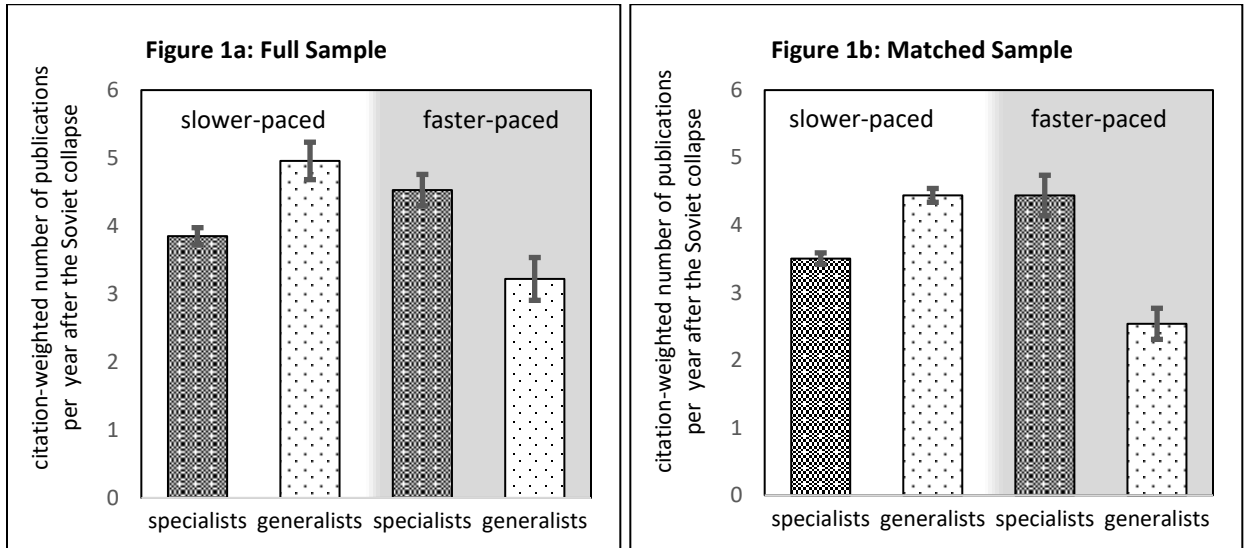 Figure 1a: Full Sample
citation-weighted number of publications
per year after the Soviet collapse
6
5
4
3
2
1
0
slower-paced
faster-paced
specialists generalists specialists generalists
Figure 1b: Matched Sample
citation-weighted number of publications
per year after the Soviet collapse
6
5
4
3
2
1
0
slower-paced
faster-paced
specialists generalists specialists generalists